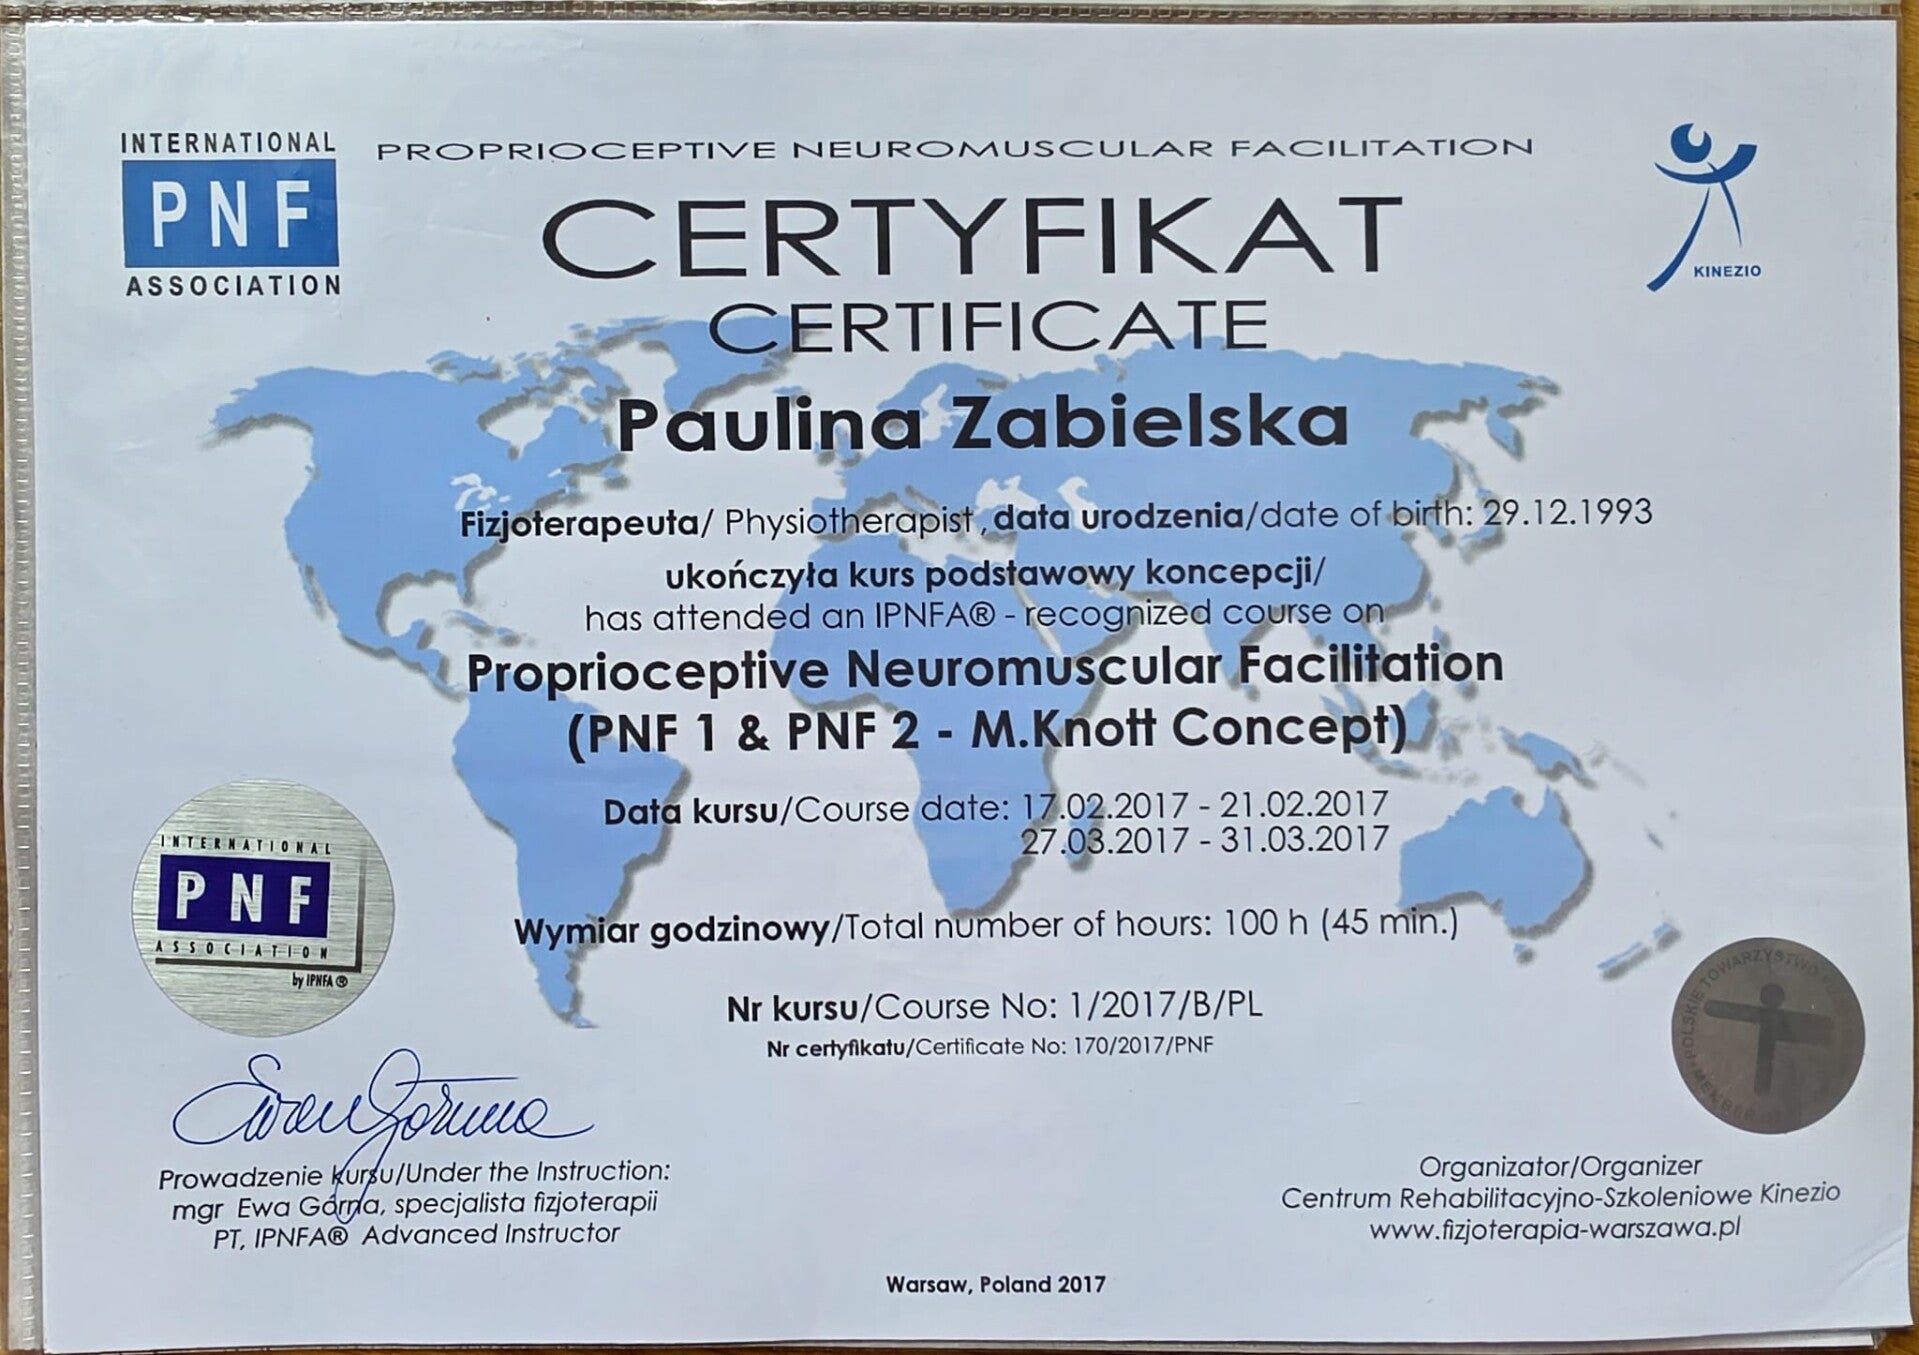 INTERNATIONAL
PNF
ASSOCIATION
PROPRIOCEPTIVE NEUROMUSCULAR FACILITATION
KINEZIO
CERTYFIKAT
CERTIFICATE
Paulina Zabielska
Fizjoterapeuta/ Physiotherapist, data urodzenia/date of birth: 29.12.1993
ukończyła kurs podstawowy koncepcji/
has attended an IPNFA® - recognized course on
Proprioceptive Neuromuscular Facilitation
(PNF 1 & PNF 2 - M.Knott Concept)
Data kursu/Course date: 17.02.2017 - 21.02.2017
27.03.2017 - 31.03.2017
Wymiar godzinowy/Total number of hours: 100 h (45 min.)
Nr kursu/Course No: 1/2017/B/PL
Nr certyfikatu/Certificate No: 170/2017/PNF
INTERNATIONAL
PNF
ASSOCIATION
by IPNFA ®
POLSKIE TOWARZYSTWO
MEMBER
Ewa Górna
Prowadzenie kursu/Under the Instruction:
mgr Ewa Górna, specjalista fizjoterapii
PT, IPNFA® Advanced Instructor
Organizator/Organizer
Centrum Rehabilitacyjno-Szkoleniowe Kinezio
www.fizjoterapia-warszawa.pl
Warsaw, Poland 2017